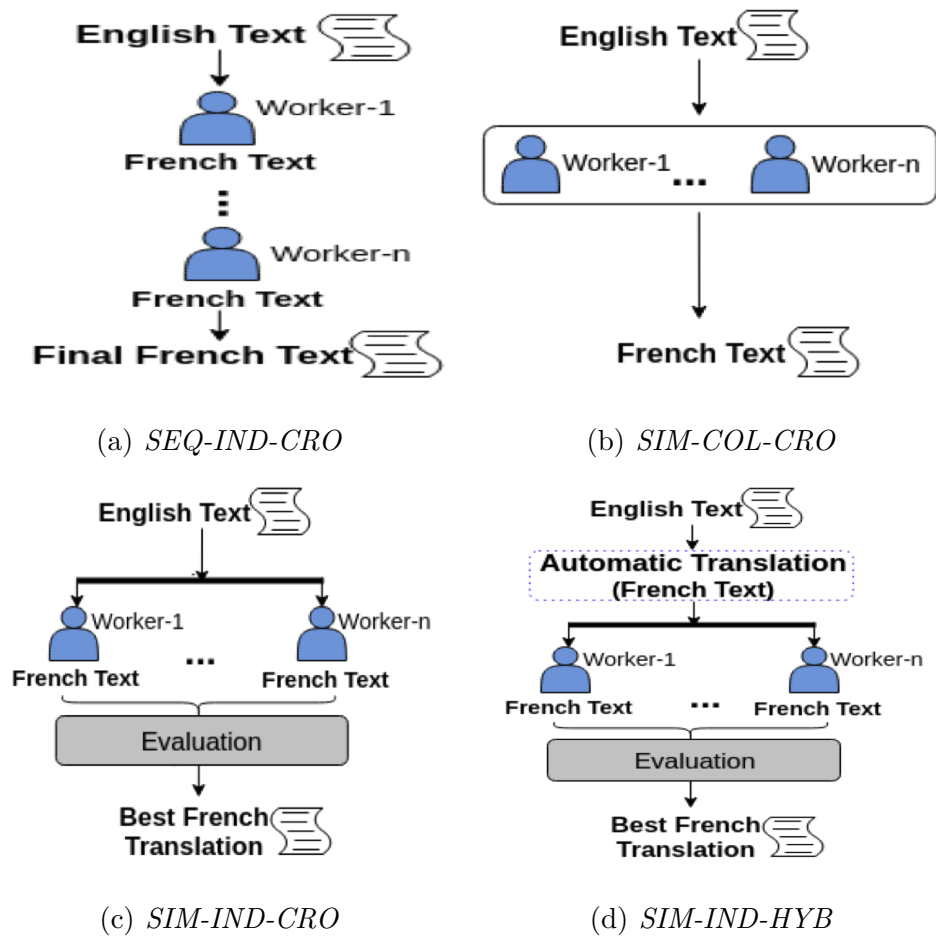 English Text
Worker-1
French Text
Worker-n
French Text
Final French Text
(a) SEQ-IND-CRO
English Text
Worker-1 ... Worker-n
French Text
(b) SIM-COL-CRO
English Text
Worker-1 Worker-n
...
French Text French Text
Evaluation
Best French
Translation
(c) SIM-IND-CRO
English Text
Automatic Translation
(French Text)
Worker-1 Worker-n
French Text ... French Text
Evaluation
Best French
Translation
(d) SIM-IND-HYB